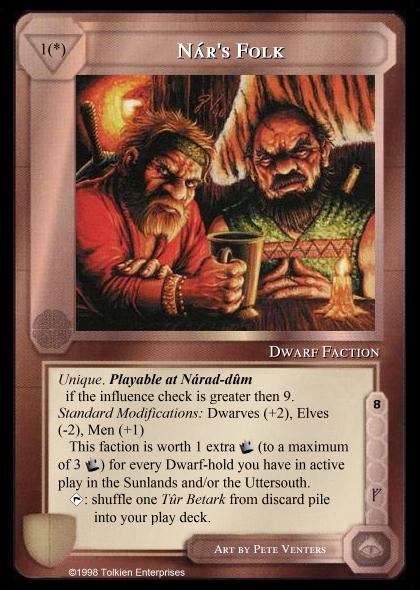 1(*)
Nár's Folk
Dwarf Faction
Unique. Playable at Nárad-dûm
if the influence check is greater then 9.
Standard Modifications: Dwarves (+2), Elves
(-2), Men (+1)
This faction is worth 1 extra (to a maximum
of 3 ) for every Dwarf-hold you have in active
play in the Sunlands and/or the Uttersouth.
: shuffle one Tûr Betark from discard pile
into your play deck.
8
Art by Pete Venters
©1998 Tolkien Enterprises